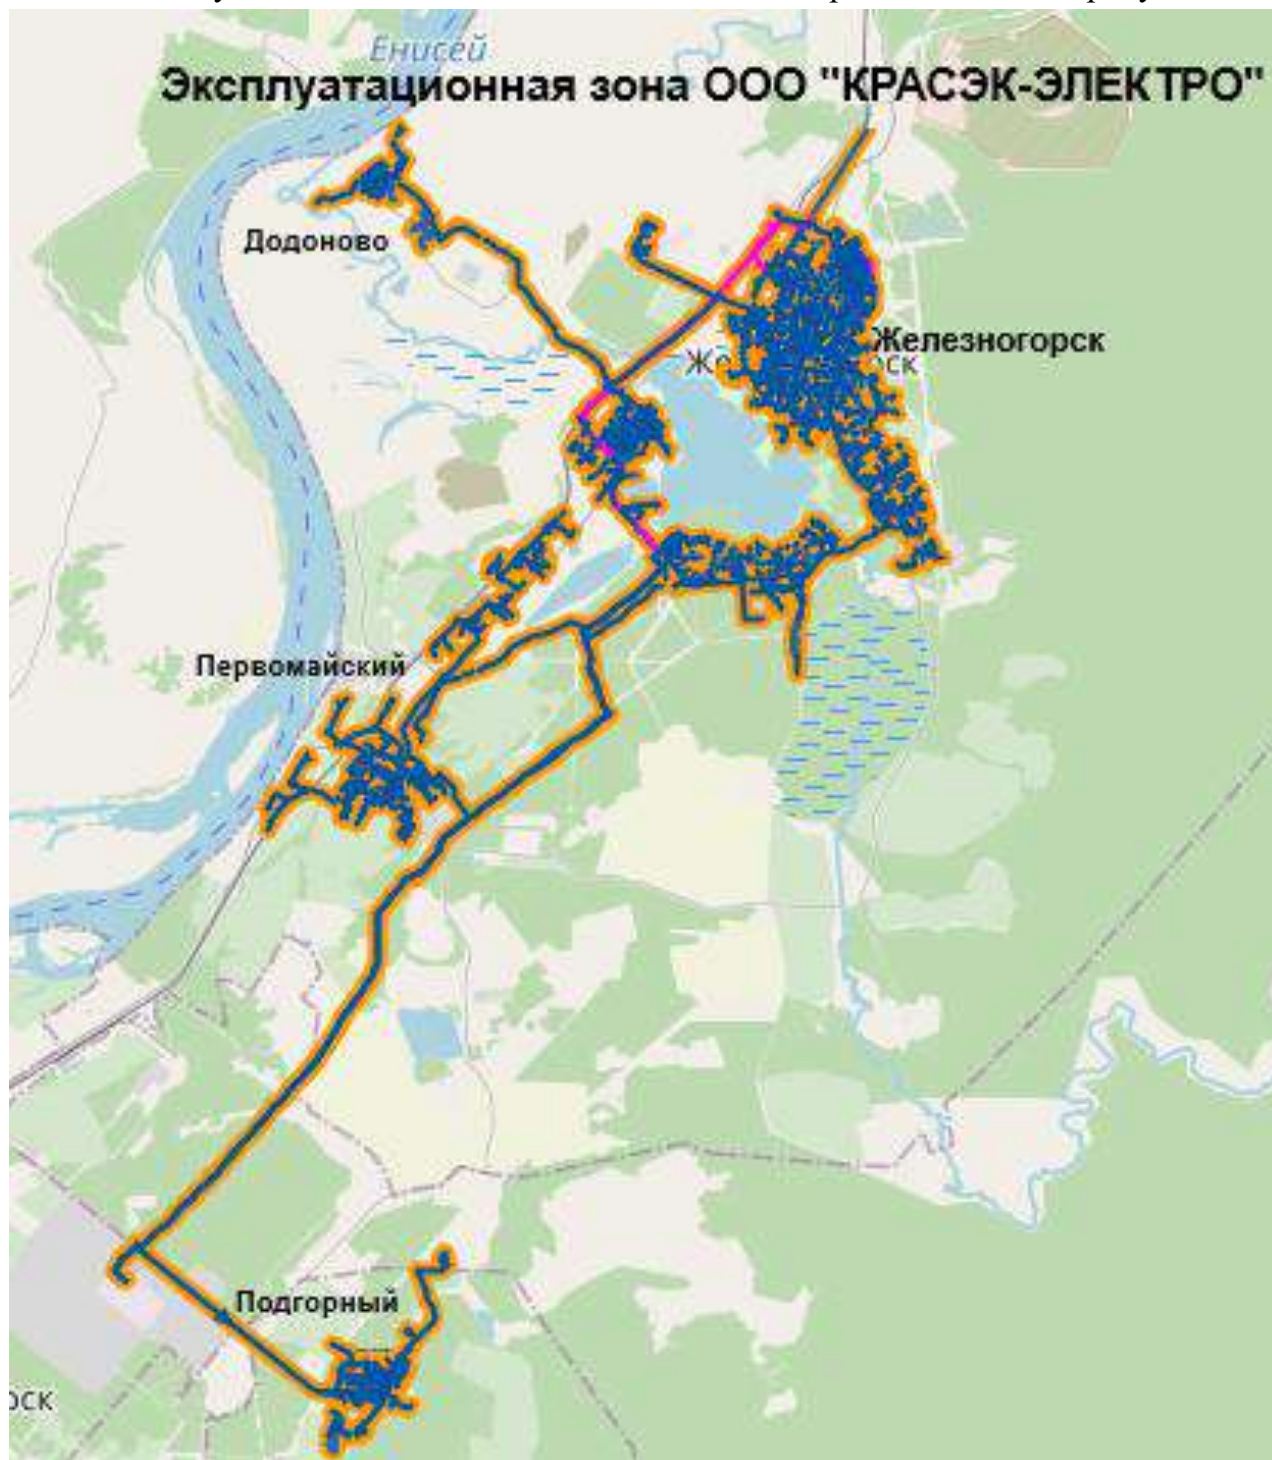 Енисей
Эксплуатационная зона ООО "КРАСЭК-ЭЛЕКТРО"
Додоново
Железногорск
Первомайский
Подгорный